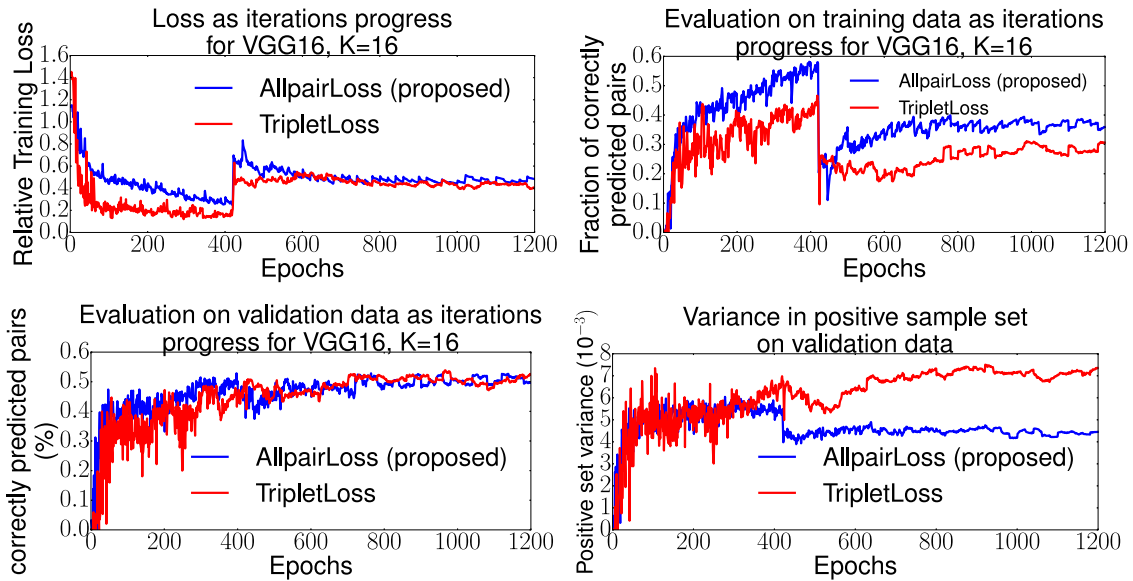 Loss as iterations progress
for VGG16, K=16
Relative Training Loss
1.6
1.4
1.2
1.0
0.8
0.6
0.4
0.2
0.0
AllpairLoss (proposed)
TripletLoss
0 200 400 600 800 1000 1200
Epochs
Evaluation on training data as iterations
progress for VGG16, K=16
Fraction of correctly
predicted pairs
0.6
0.5
0.4
0.3
0.2
0.1
0.0
AllpairLoss (proposed)
TripletLoss
0 200 400 600 800 1000 1200
Epochs
Evaluation on validation data as iterations
progress for VGG16, K=16
correctly predicted pairs
(%)
0.6
0.5
0.4
0.3
0.2
0.1
0.0
AllpairLoss (proposed)
TripletLoss
0 200 400 600 800 1000 1200
Epochs
Variance in positive sample set
on validation data
Positive set variance (10⁻³)
8
7
6
5
4
3
2
1
0
AllpairLoss (proposed)
TripletLoss
0 200 400 600 800 1000 1200
Epochs